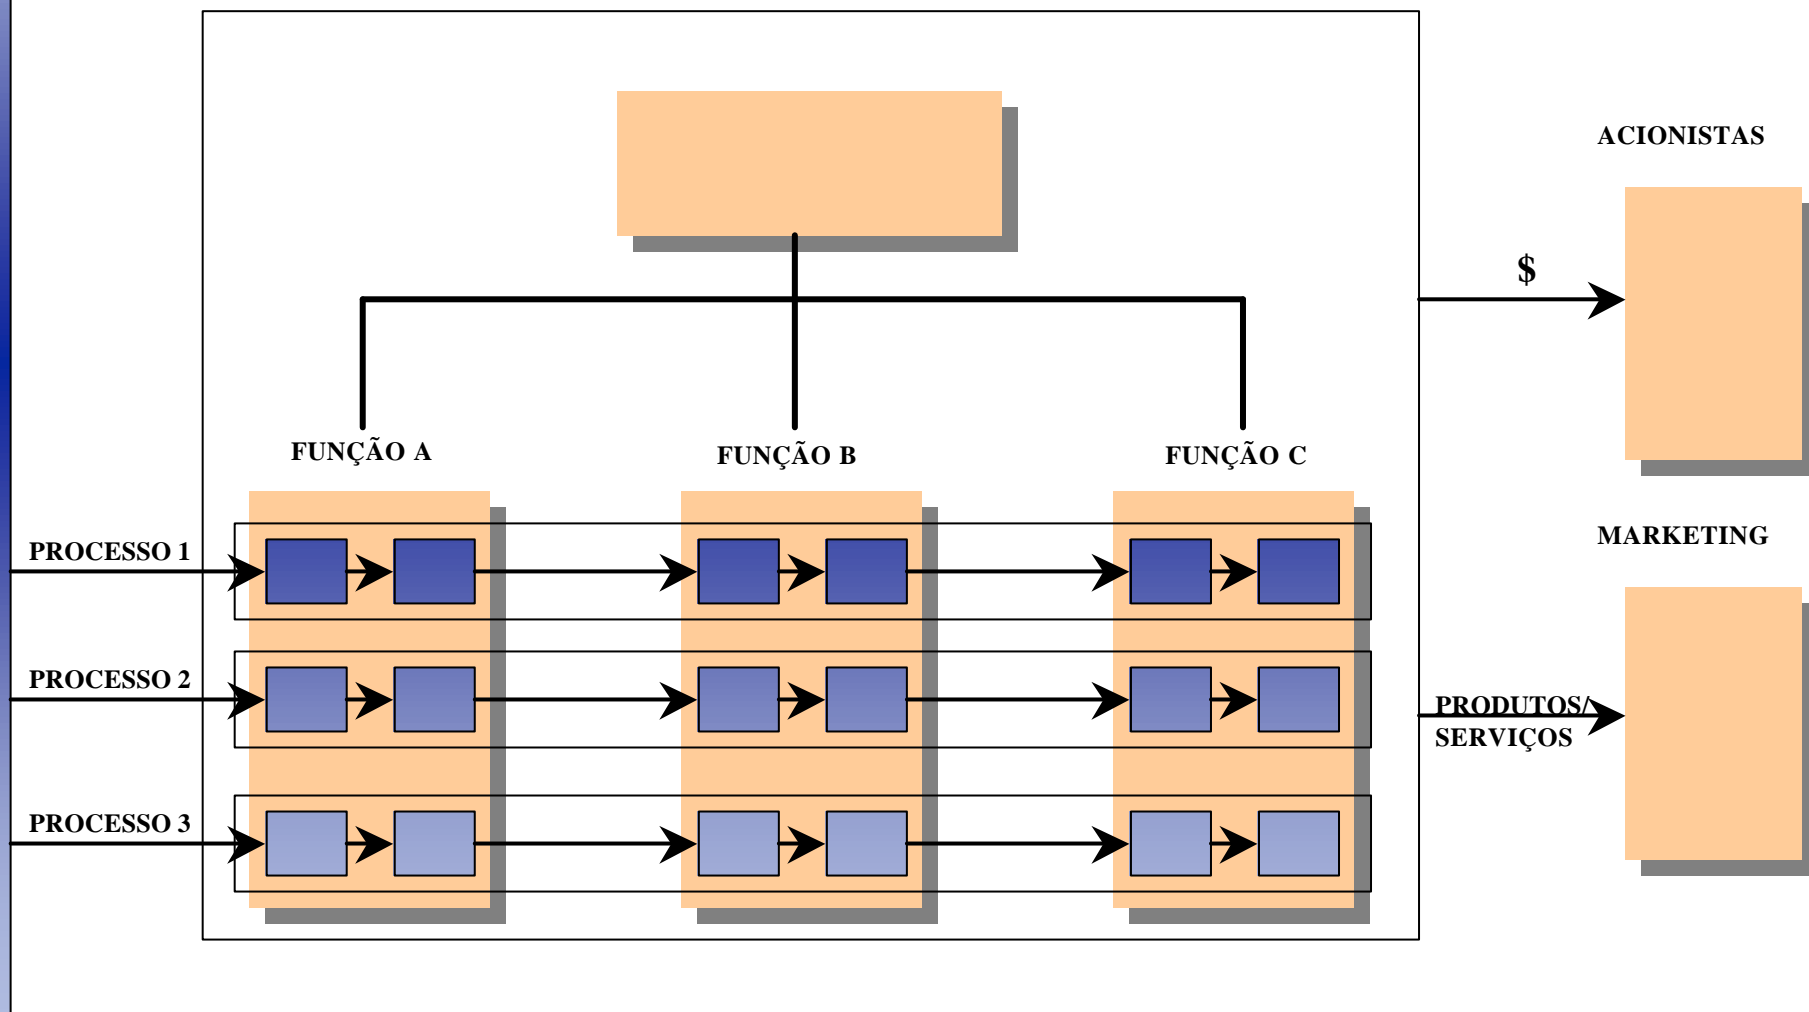 ACIONISTAS
$
FUNÇÃO A
FUNÇÃO B
FUNÇÃO C
PROCESSO 1
MARKETING
PROCESSO 2
PRODUTOS/
SERVIÇOS
PROCESSO 3